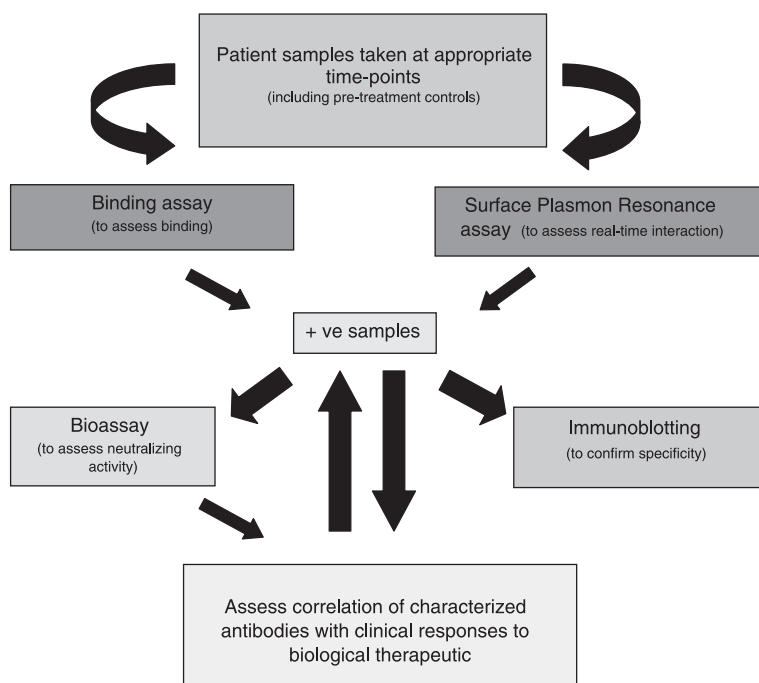 Patient samples taken at appropriate
time-points
(including pre-treatment controls)
Binding assay
(to assess binding)
Surface Plasmon Resonance
assay (to assess real-time interaction)
+ ve samples
Bioassay
(to assess neutralizing
activity)
Immunoblotting
(to confirm specificity)
Assess correlation of characterized
antibodies with clinical responses to
biological therapeutic